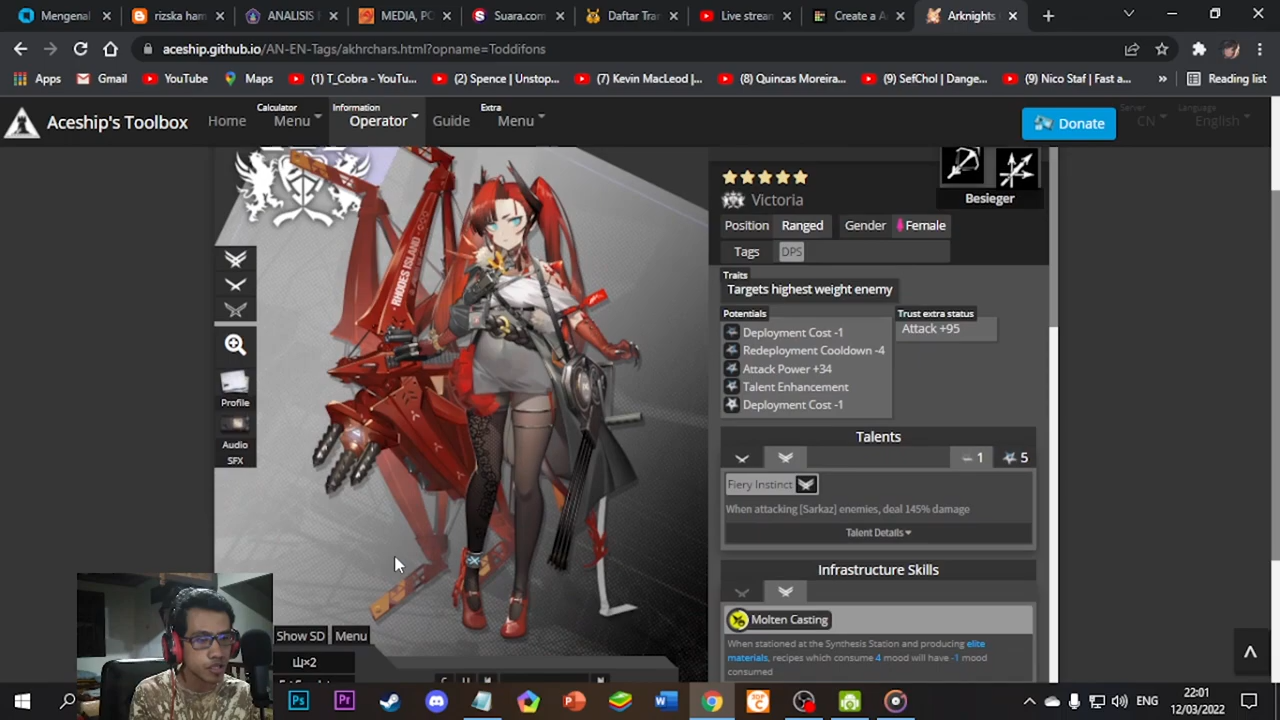 Mengenal
rizska ham
ANALISIS F
MEDIA, PO
Suara.com
Daftar Tra
Live stream
Create a A
Arknights
aceship.github.io/AN-EN-Tags/akhrchars.html?opname=Toddifons
Apps
Gmail
YouTube
Maps
(1) T_Cobra - YouTu...
(2) Spence | Unstop...
(7) Kevin MacLeod |...
(8) Quincas Moreira...
(9) SefChol | Dange...
(9) Nico Staf | Fast a...
»
Reading list
Aceship's Toolbox
Home
Calculator
Menu
Information
Operator
Guide
Extra
Menu
Donate
Server
CN
Language
English
RHODES ISLAND
Profile
Audio
SFX
Show SD
Menu
Victoria
Besieger
Position
Ranged
Gender
Female
Tags
DPS
Traits
Targets highest weight enemy
Potentials
Deployment Cost -1
Redeployment Cooldown -4
Attack Power +34
Talent Enhancement
Deployment Cost -1
Trust extra status
Attack +95
Talents
1
5
Fiery Instinct
When attacking [Sarkaz] enemies, deal 145% damage
Talent Details
Infrastructure Skills
Molten Casting
When stationed at the Synthesis Station and producing elite
materials, recipes which consume 4 mood will have -1 mood
consumed
ENG
22:01
12/03/2022